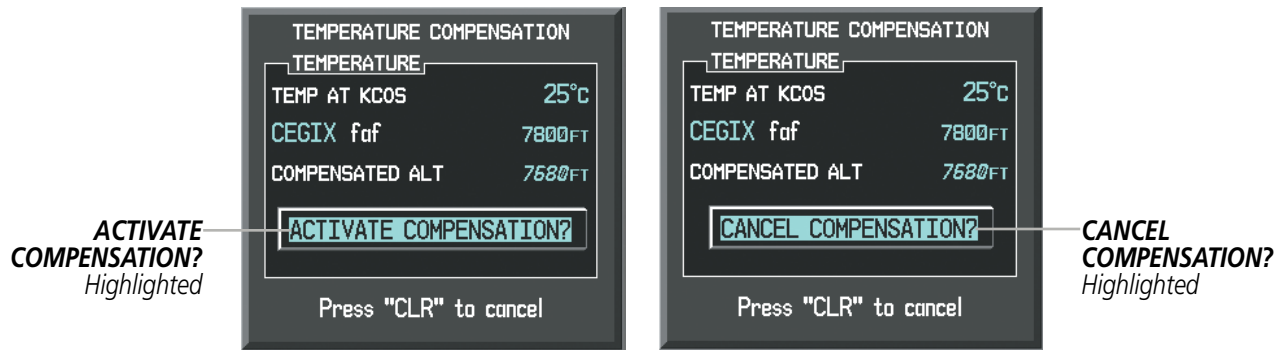 TEMPERATURE COMPENSATION
TEMPERATURE
TEMP AT KCOS 25°C
CEGIX faf 7800FT
COMPENSATED ALT 7680FT
ACTIVATE COMPENSATION?
Press "CLR" to cancel
ACTIVATE
COMPENSATION?
Highlighted
TEMPERATURE COMPENSATION
TEMPERATURE
TEMP AT KCOS 25°C
CEGIX faf 7800FT
COMPENSATED ALT 7680FT
CANCEL COMPENSATION?
Press "CLR" to cancel
CANCEL
COMPENSATION?
Highlighted